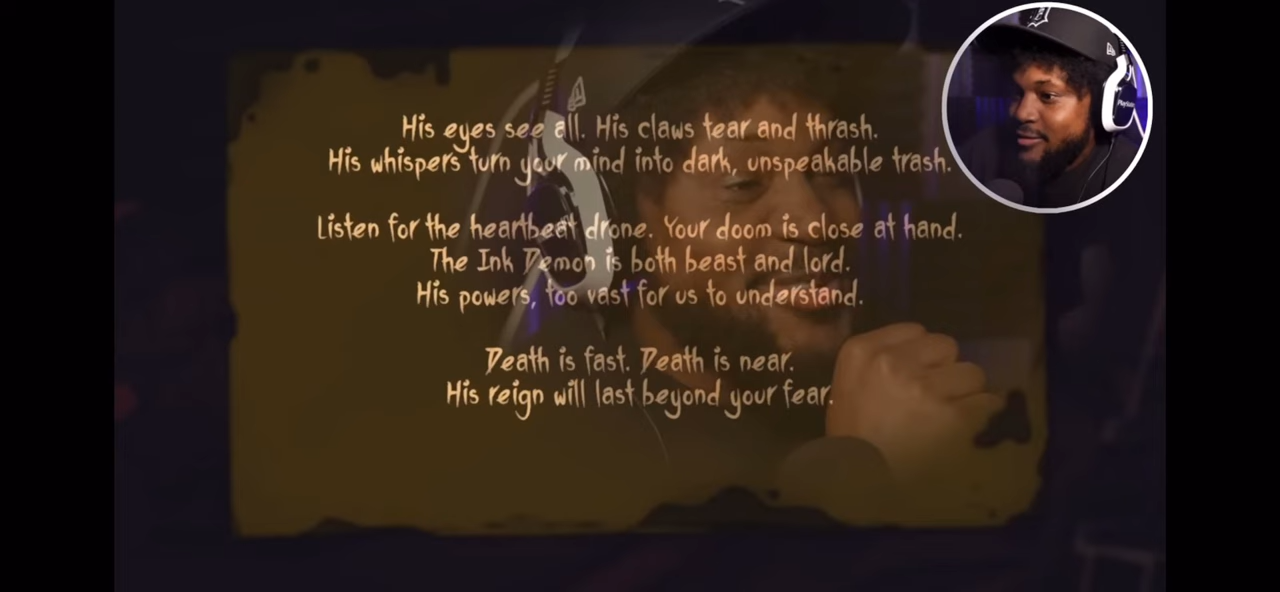 His eyes see all. His claws tear and thrash.
His whispers turn your mind into dark, unspeakable trash.
Listen for the heartbeat drone. Your doom is close at hand.
The Ink Demon is both beast and lord.
His powers, too vast for us to understand.
Death is fast. Death is near.
His reign will last beyond your fear.